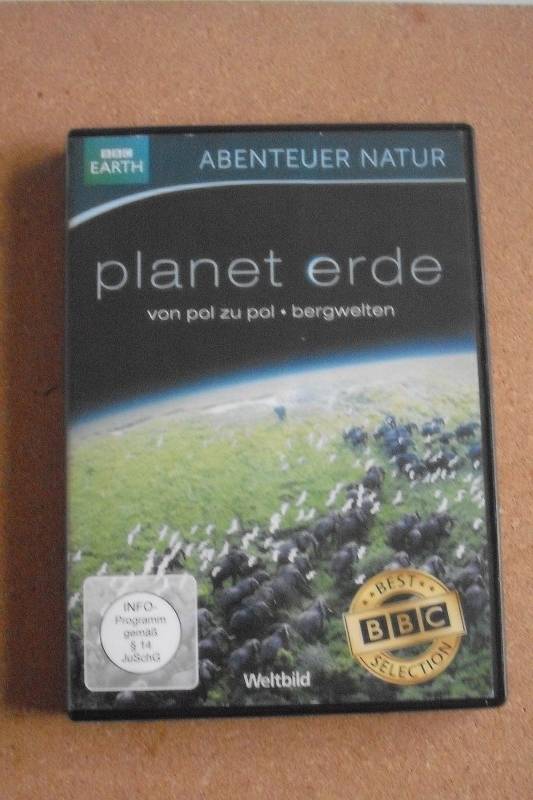 BBC
EARTH
ABENTEUER NATUR
planet erde
von pol zu pol • bergwelten
INFO-
Programm
gemäß
§ 14
JuSchG
BEST
BBC
SELECTION
Weltbild